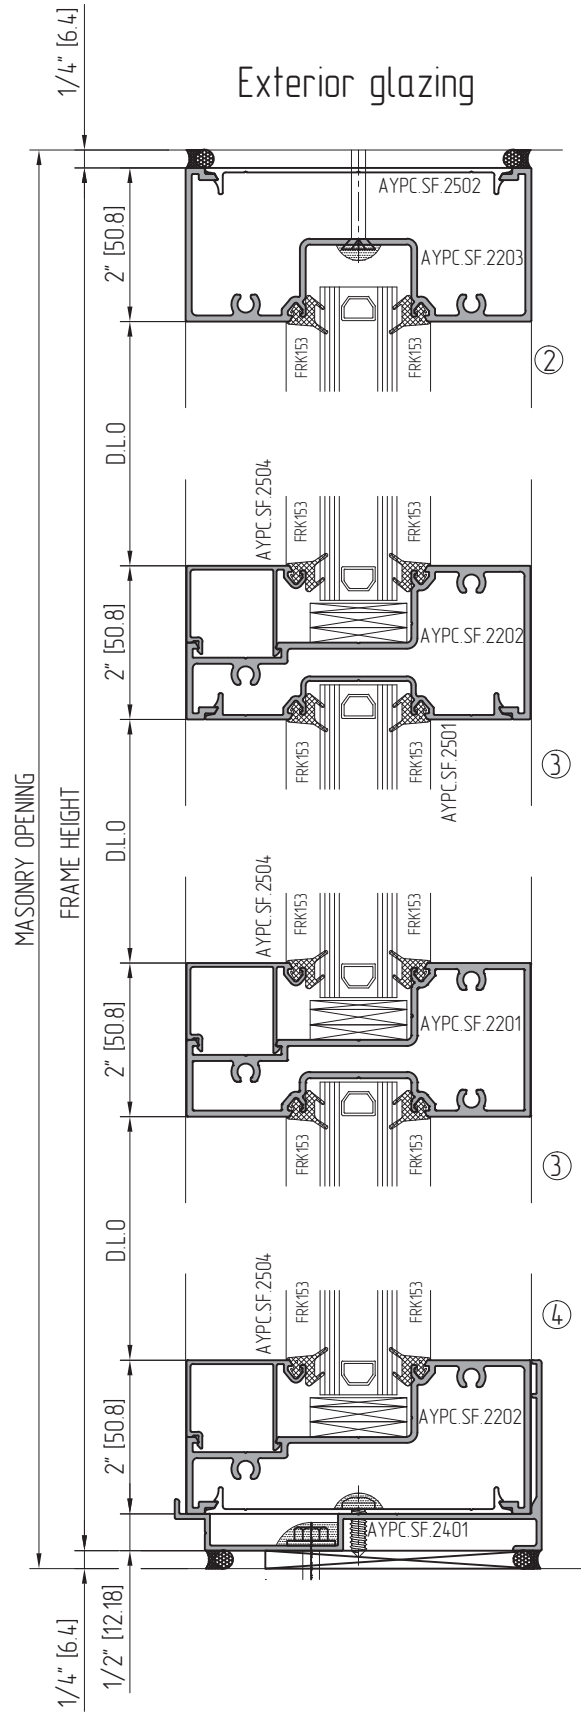 1/4" [6.4]
Exterior glazing
AYPC.SF.2502
2" [50.8]
AYPC.SF.2203
FRK153
FRK153
2
D.L.O
AYPC.SF.2504
FRK153
FRK153
2" [50.8]
AYPC.SF.2202
FRK153
FRK153
AYPC.SF.2501
3
MASONRY OPENING
FRAME HEIGHT
D.L.O
AYPC.SF.2504
FRK153
FRK153
2" [50.8]
AYPC.SF.2201
FRK153
FRK153
3
D.L.O
AYPC.SF.2504
FRK153
FRK153
4
2" [50.8]
AYPC.SF.2202
AYPC.SF.2401
1/4" [6.4]
1/2" [12.18]